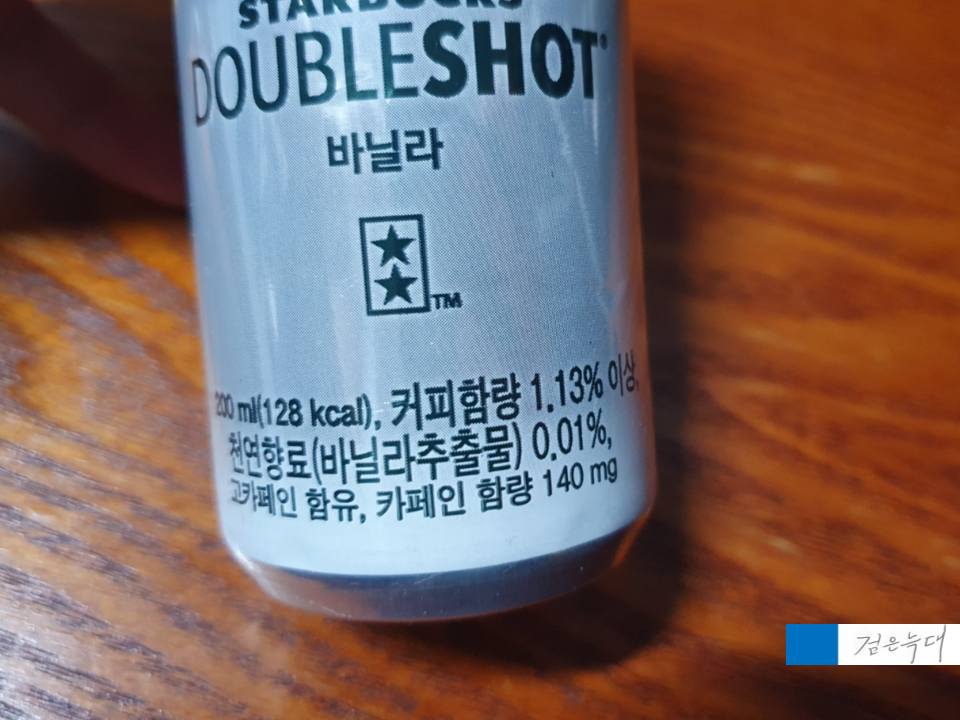 STARBUCKS
DOUBLESHOT
바닐라
TM
200 ml(128 kcal), 커피함량 1.13% 이상,
천연향료(바닐라추출물) 0.01%,
고카페인 함유, 카페인 함량 140 mg
검은늑대